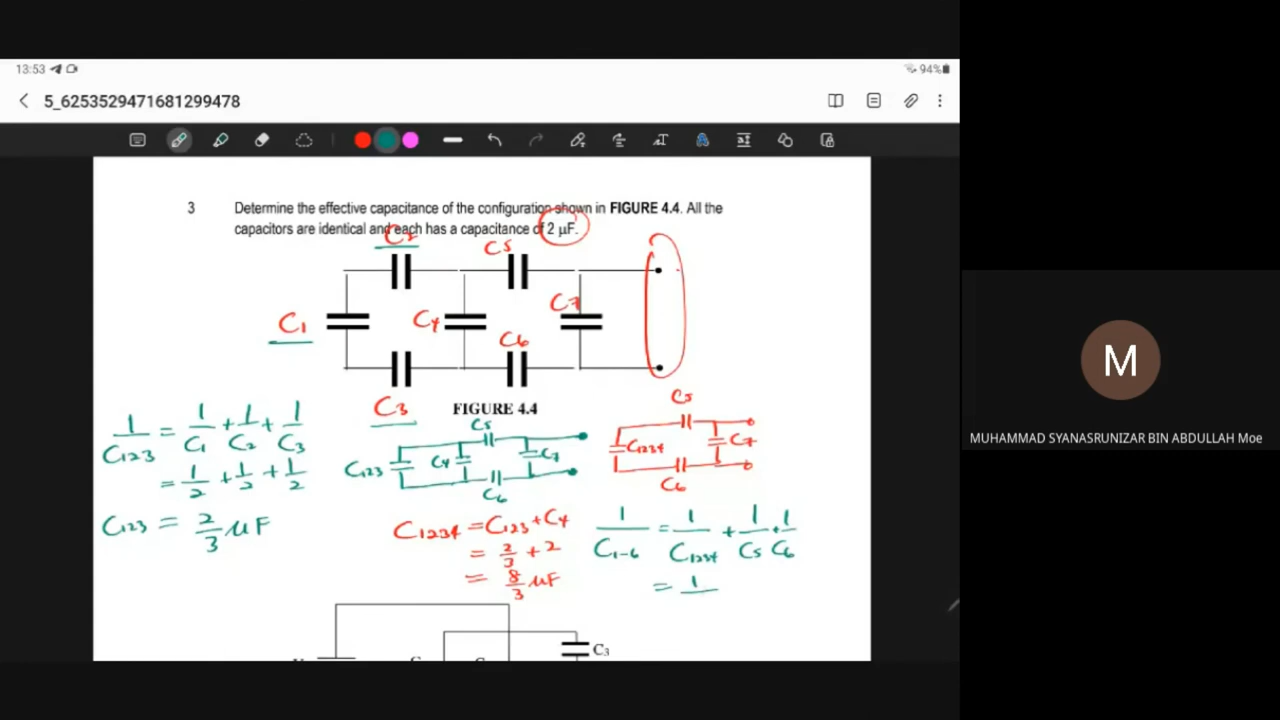 13:53
94%
5_6253529471681299478
3 Determine the effective capacitance of the configuration shown in FIGURE 4.4. All the
capacitors are identical and each has a capacitance of 2 μF.
C2
C5
C1
C4
C7
C6
C3
FIGURE 4.4
1/C123 = 1/C1 + 1/C2 + 1/C3
= 1/2 + 1/2 + 1/2
C123 = 2/3 μF
C5
C123
C4
C7
C6
C5
C1234
C7
C6
C1234 = C123 + C4
= 2/3 + 2
= 8/3 μF
1/C1-6 = 1/C1234 + 1/C5 + 1/C6
= 1
C3
M
MUHAMMAD SYANASRUNIZAR BIN ABDULLAH Moe